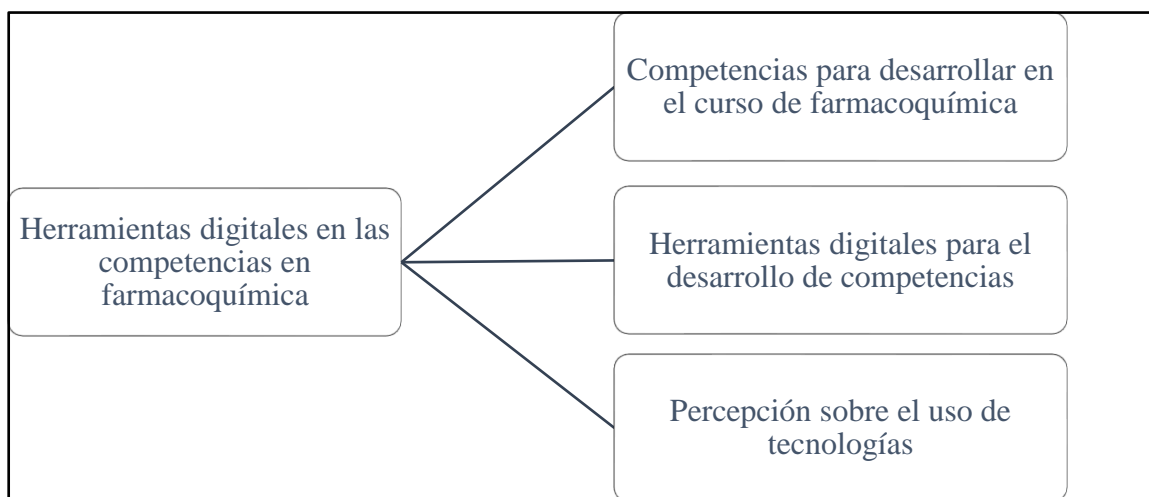 Herramientas digitales en las
competencias en
farmacoquímica
Competencias para desarrollar en
el curso de farmacoquímica
Herramientas digitales para el
desarrollo de competencias
Percepción sobre el uso de
tecnologías